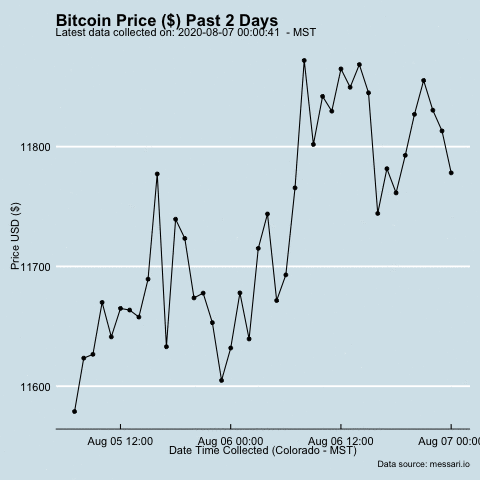 Bitcoin Price ($) Past 2 Days
Latest data collected on: 2020-08-07 00:00:41 - MST
11800
11700
11600
Price USD ($)
Aug 05 12:00 Aug 06 00:00 Aug 06 12:00 Aug 07 00:00
Date Time Collected (Colorado - MST)
Data source: messari.io